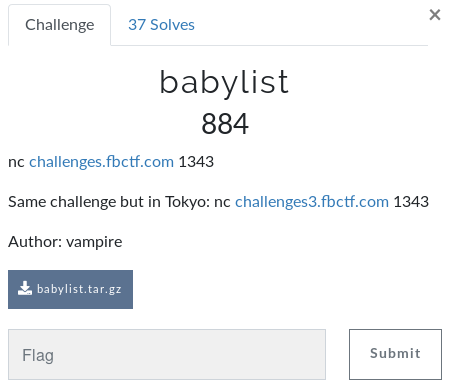 Challenge
37 Solves
×
babylist
884
nc challenges.fbctf.com 1343
Same challenge but in Tokyo: nc challenges3.fbctf.com 1343
Author: vampire
babylist.tar.gz
Flag
Submit